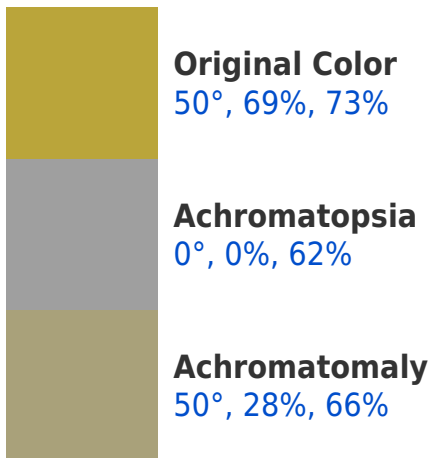 Original Color
50°, 69%, 73%
Achromatopsia
0°, 0%, 62%
Achromatomaly
50°, 28%, 66%